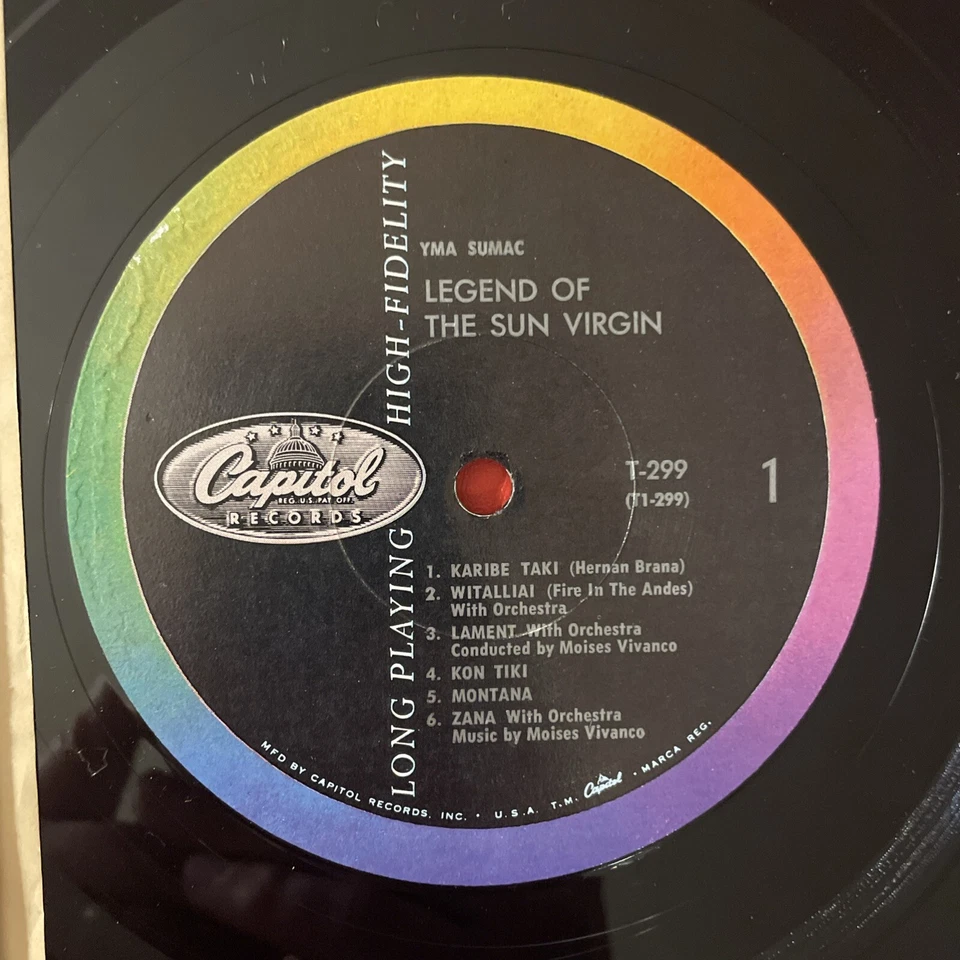 YMA SUMAC
LEGEND OF
THE SUN VIRGIN
LONG PLAYING HIGH-FIDELITY
Capitol
REG. U.S. PAT. OFF.
RECORDS
T-299
(T1-299)
1
1. KARIBE TAKI (Hernán Brana)
2. WITALLIAI (Fire In The Andes)
With Orchestra
3. LAMENT With Orchestra
Conducted by Moises Vivanco
4. KON TIKI
5. MONTANA
6. ZANA With Orchestra
Music by Moises Vivanco
MFD BY CAPITOL RECORDS, INC. • U.S.A. T.M. Capitol • MARCA REG.